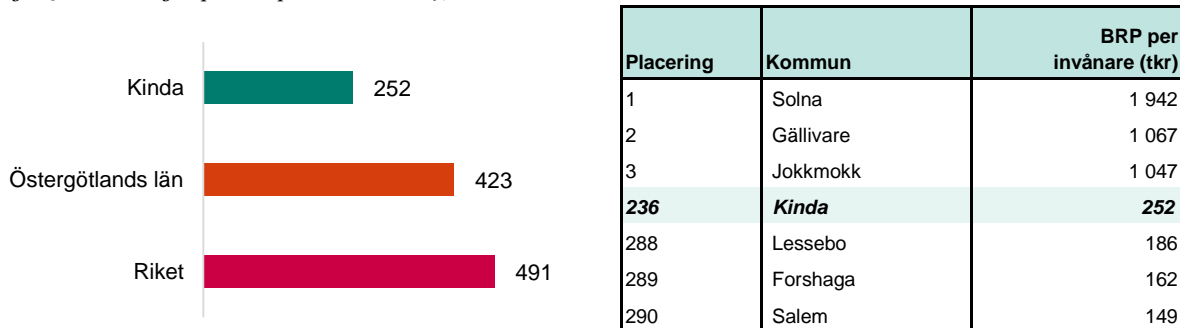 Kinda
252
Östergötlands län
423
Riket
491
Placering Kommun BRP per invånare (tkr)
1 Solna 1 942
2 Gällivare 1 067
3 Jokkmokk 1 047
236 Kinda 252
288 Lessebo 186
289 Forshaga 162
290 Salem 149